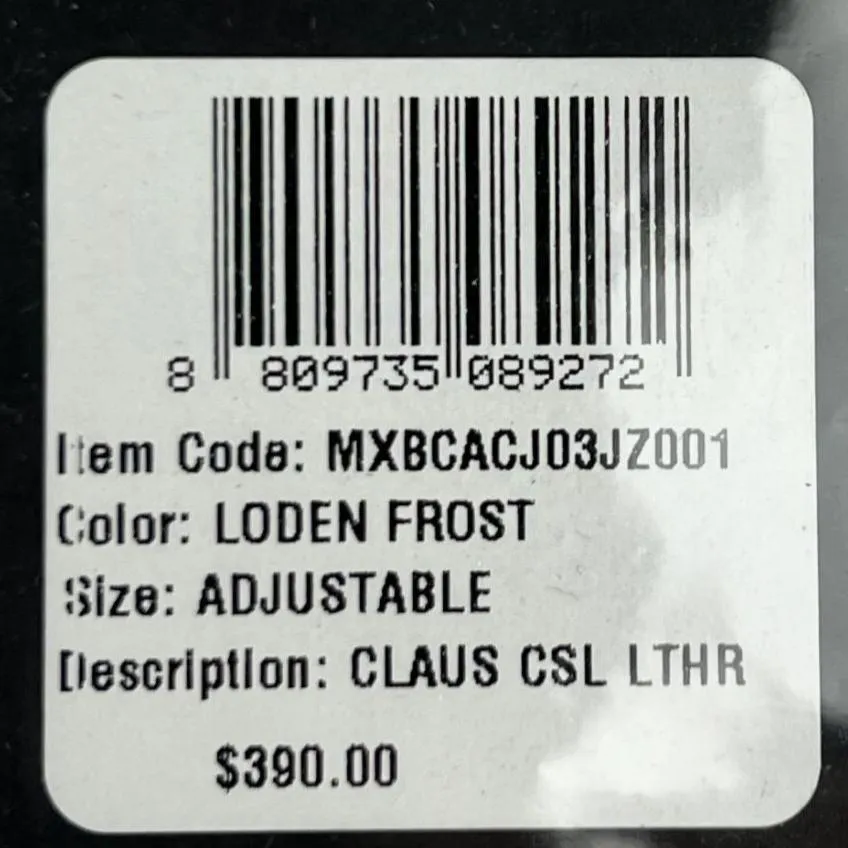 8 809735 089272
Item Code: MXBCACJ03JZ001
Color: LODEN FROST
Size: ADJUSTABLE
Description: CLAUS CSL LTHR
$390.00